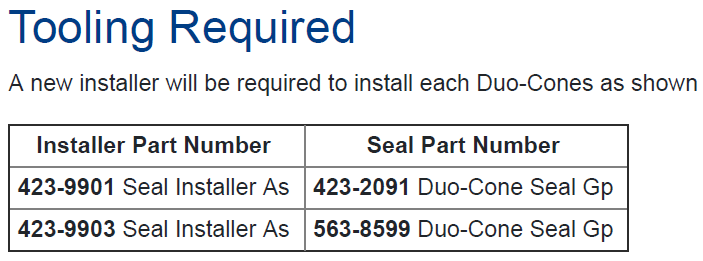 Tooling Required
A new installer will be required to install each Duo-Cones as shown
Installer Part Number Seal Part Number
423-9901 Seal Installer As 423-2091 Duo-Cone Seal Gp
423-9903 Seal Installer As 563-8599 Duo-Cone Seal Gp